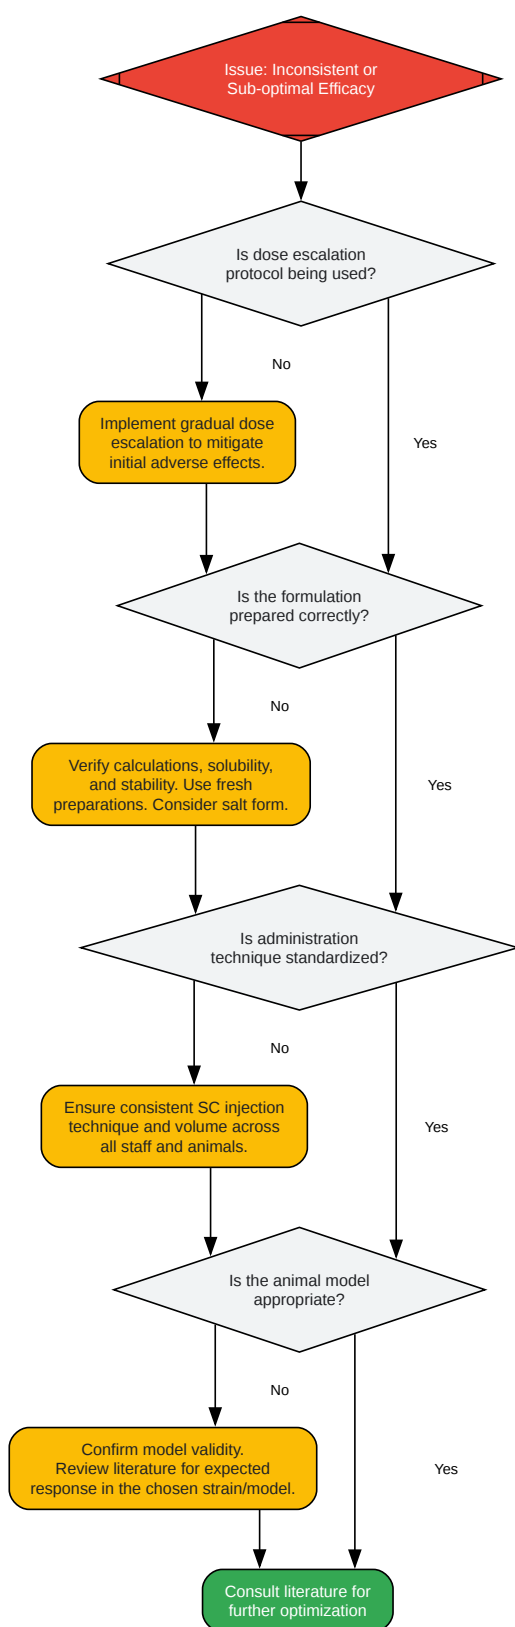 Issue: Inconsistent or
Sub-optimal Efficacy
Is dose escalation
protocol being used?
No
Implement gradual dose
escalation to mitigate
initial adverse effects.
Yes
Is the formulation
prepared correctly?
No
Verify calculations, solubility,
and stability. Use fresh
preparations. Consider salt form.
Yes
Is administration
technique standardized?
No
Ensure consistent SC injection
technique and volume across
all staff and animals.
Yes
Is the animal model
appropriate?
No
Confirm model validity.
Review literature for expected
response in the chosen strain/model.
Yes
Consult literature for
further optimization